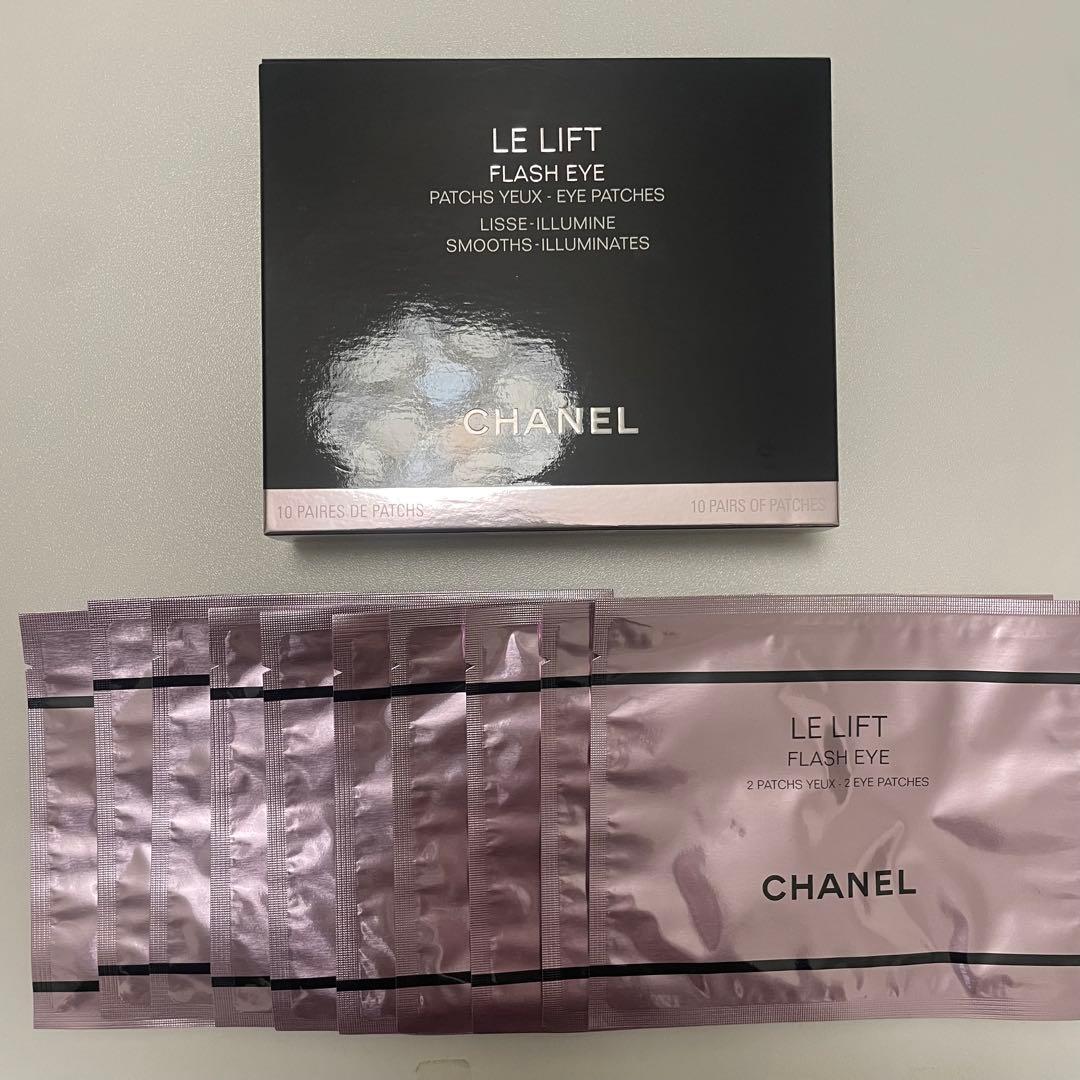 LE LIFT
FLASH EYE
PATCHS YEUX - EYE PATCHES
LISSE-ILLUMINE
SMOOTHS-ILLUMINATES
CHANEL
10 PAIRES DE PATCHS
10 PAIRS OF PATCHES
LE LIFT
FLASH EYE
2 PATCHS YEUX - 2 EYE PATCHES
CHANEL